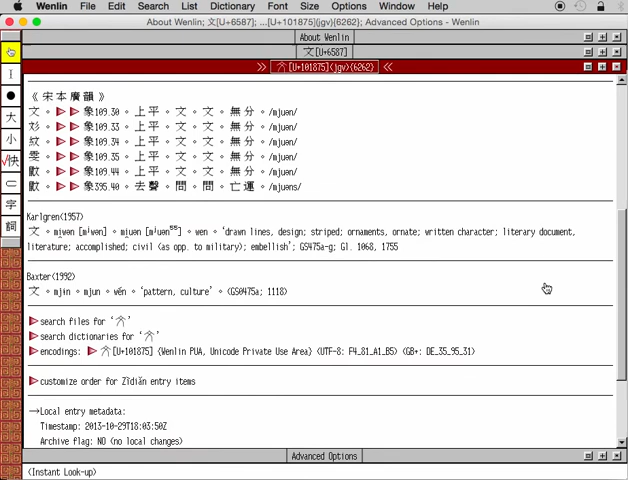 Wenlin File Edit Search List Dictionary Font Size Options Window Help
About Wenlin; 文[U+6587]; ...[U+101875](jgv)(6262); Advanced Options - Wenlin
About Wenlin
文[U+6587]
[U+101875](jgv)(6262)
《宋本廣韻》
文。象109.30。上平。文。文。無分。/mjuən/
彣。象109.33。上平。文。文。無分。/mjuən/
紋。象109.34。上平。文。文。無分。/mjuən/
雯。象109.35。上平。文。文。無分。/mjuən/
象109.44。上平。文。文。無分。/mjuən/
象395.40。去聲。問。問。亡運。/mjuəns/
Karlgren(1957)
wen。'drawn lines, design; striped; ornaments, ornate; written character; literary document,
literature; accomplished; civil (as opp. to military); embellish'; GS475a-g; Gl. 1068, 1755
Baxter(1992)
文。mjɨn。mjun。wén。'pattern, culture'。(GS0475a; 1118)
search files for ' '
search dictionaries for ' '
encodings: [U+101875] {Wenlin PUA, Unicode Private Use Area} (UTF-8: F4_81_A1_B5) (GB+: DE_35_95_31)
customize order for Zìdiǎn entry items
→Local entry metadata:
Timestamp: 2013-10-29T18:03:50Z
Archive flag: NO (no local changes)
Advanced Options
(Instant Look-up)
大
小
√快
字
詞